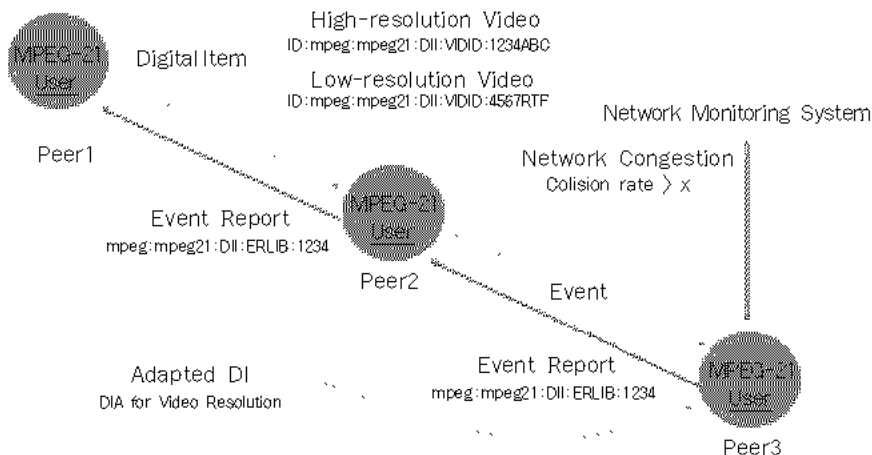 High-resolution Video
ID:mpeg:mpeg21:DII:VIDID:1234ABC
MPEG-21
User
Digital Item
Low-resolution Video
ID:mpeg:mpeg21:DII:VIDID:4567RTF
Network Monitoring System
Peer1
Network Congestion
Colision rate > x
MPEG-21
User
Event Report
mpeg:mpeg21:DII:ERLIB:1234
Peer2
Event
Adapted DI
DIA for Video Resolution
Event Report
mpeg:mpeg21:DII:ERLIB:1234
MPEG-21
User
Peer3